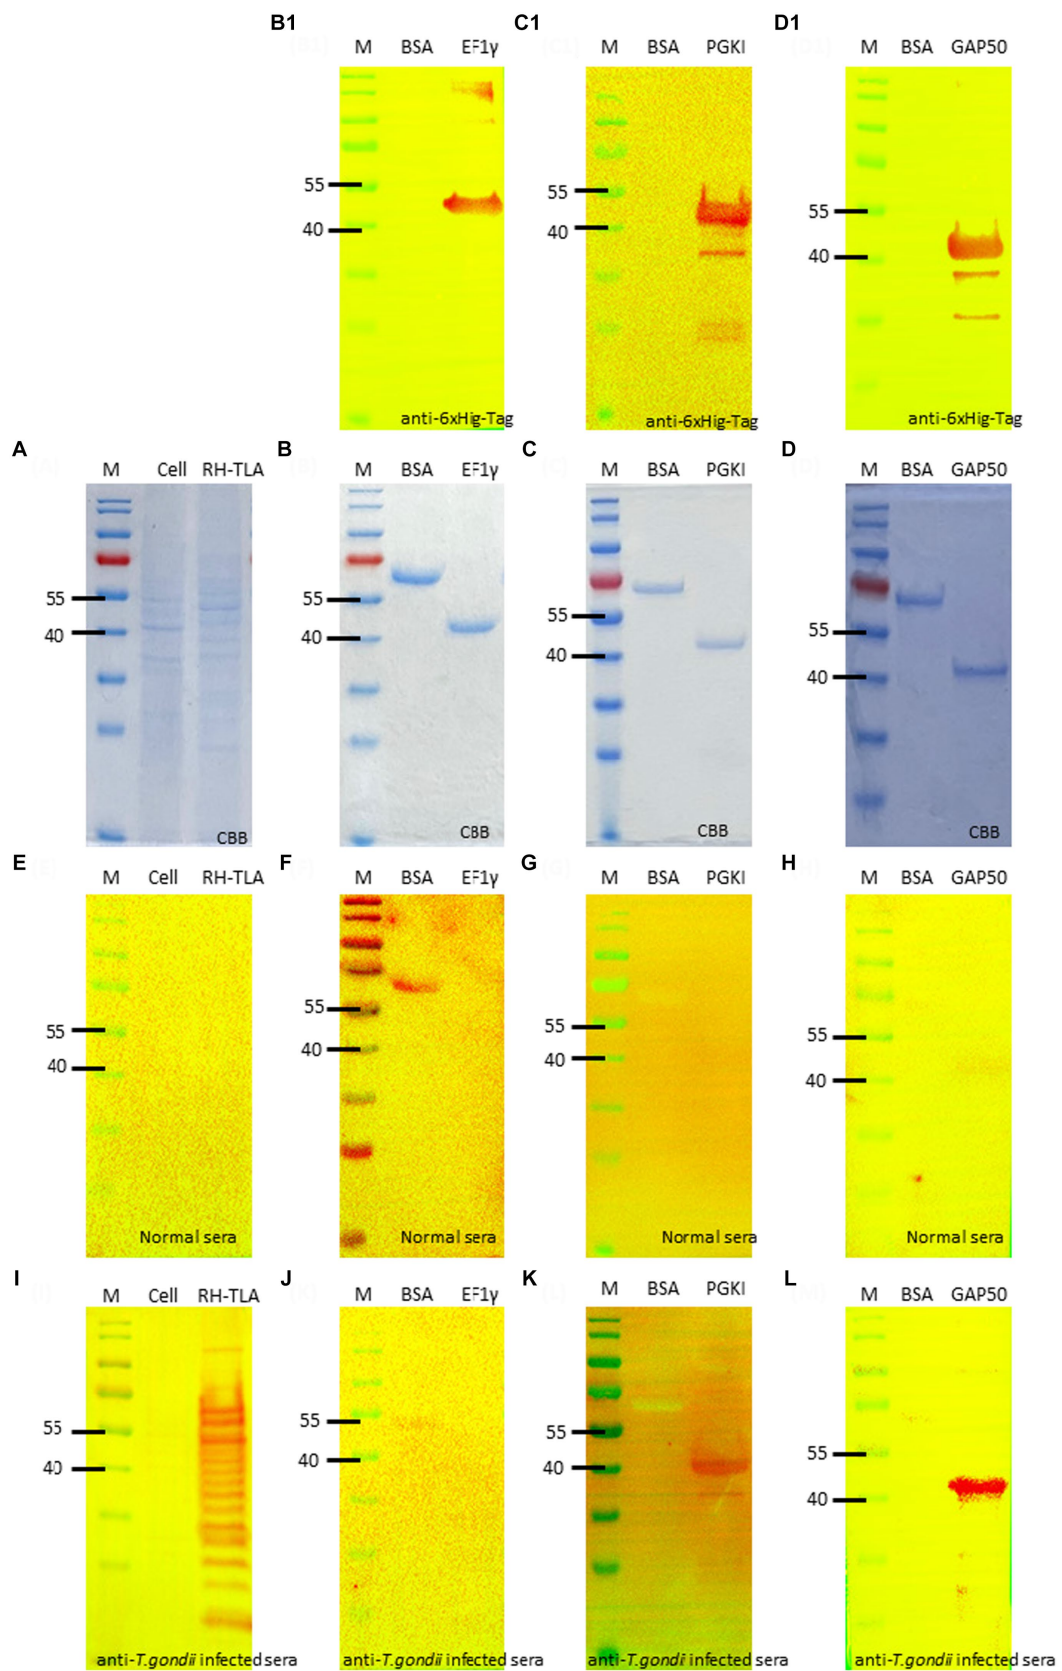 B1 C1 D1
M BSA EF1γ M BSA PGKI M BSA GAP50
55 55 55
40 40 40
anti-6xHig-Tag anti-6xHig-Tag anti-6xHig-Tag
A B C D
M Cell RH-TLA M BSA EF1γ M BSA PGKI M BSA GAP50
55 55 55 55
40 40 40 40
CBB CBB CBB CBB
E F G H
M Cell RH-TLA M BSA EF1γ M BSA PGKI M BSA GAP50
55 55 55 55
40 40 40 40
Normal sera Normal sera Normal sera Normal sera
I J K L
M Cell RH-TLA M BSA EF1γ M BSA PGKI M BSA GAP50
55 55 55 55
40 40 40 40
anti-T.gondii infected sera anti-T.gondii infected sera anti-T.gondii infected sera anti-T.gondii infected sera